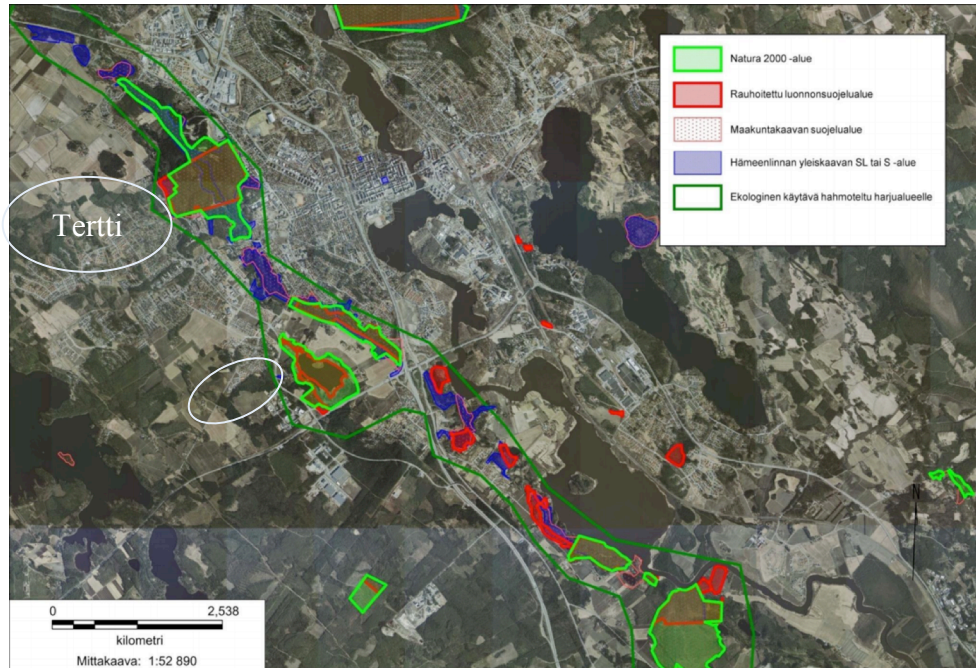 Natura 2000 -alue
Rauhoitettu luonnonsuojelualue
Maakuntakaavan suojelualue
Hämeenlinnan yleiskaavan SL tai S -alue
Ekologinen käytävä hahmoteltu harjualueelle
Tertti
N
0 2,538
kilometri
Mittakaava: 1:52 890